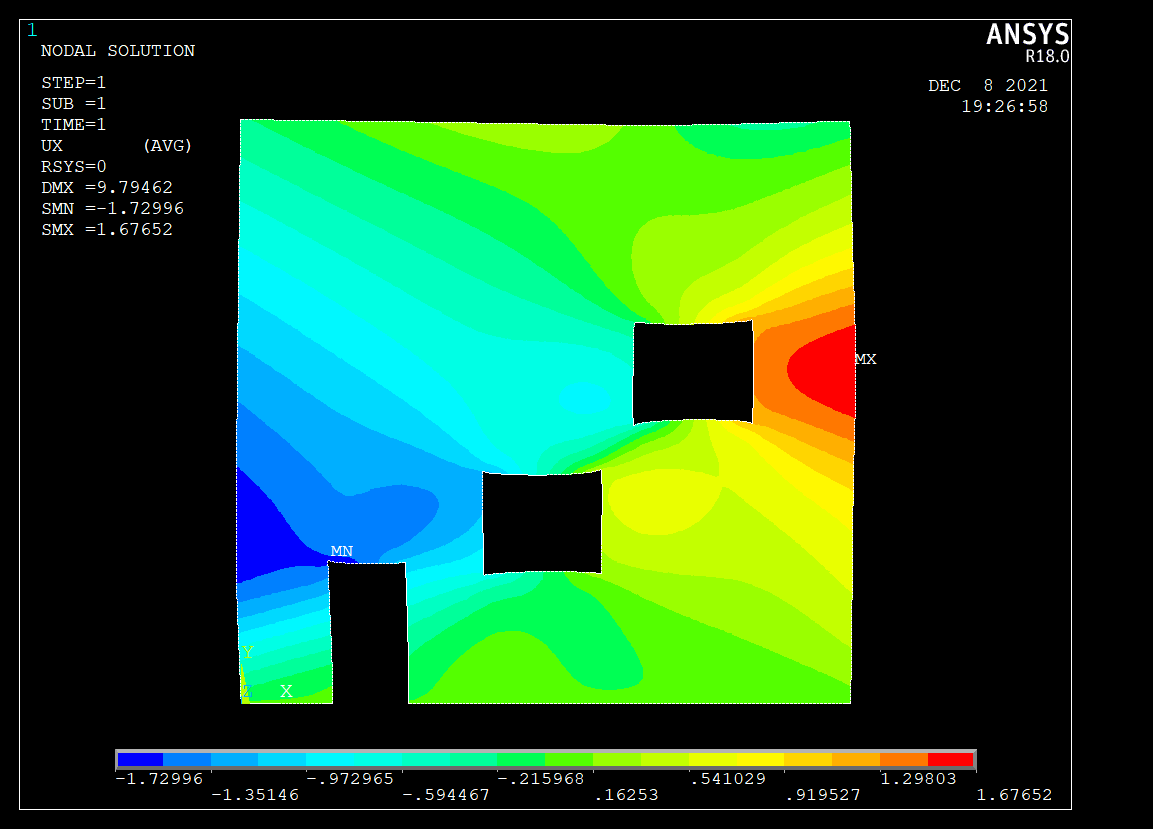 1
ANSYS
R18.0
NODAL SOLUTION
DEC  8 2021
19:26:58
STEP=1
SUB =1
TIME=1
UX       (AVG)
RSYS=0
DMX =9.79462
SMN =-1.72996
SMX =1.67652
MX
MN
Y
Z X
-1.72996 -.972965 -.215968 .541029 1.29803
-1.35146 -.594467 .16253 .919527 1.67652